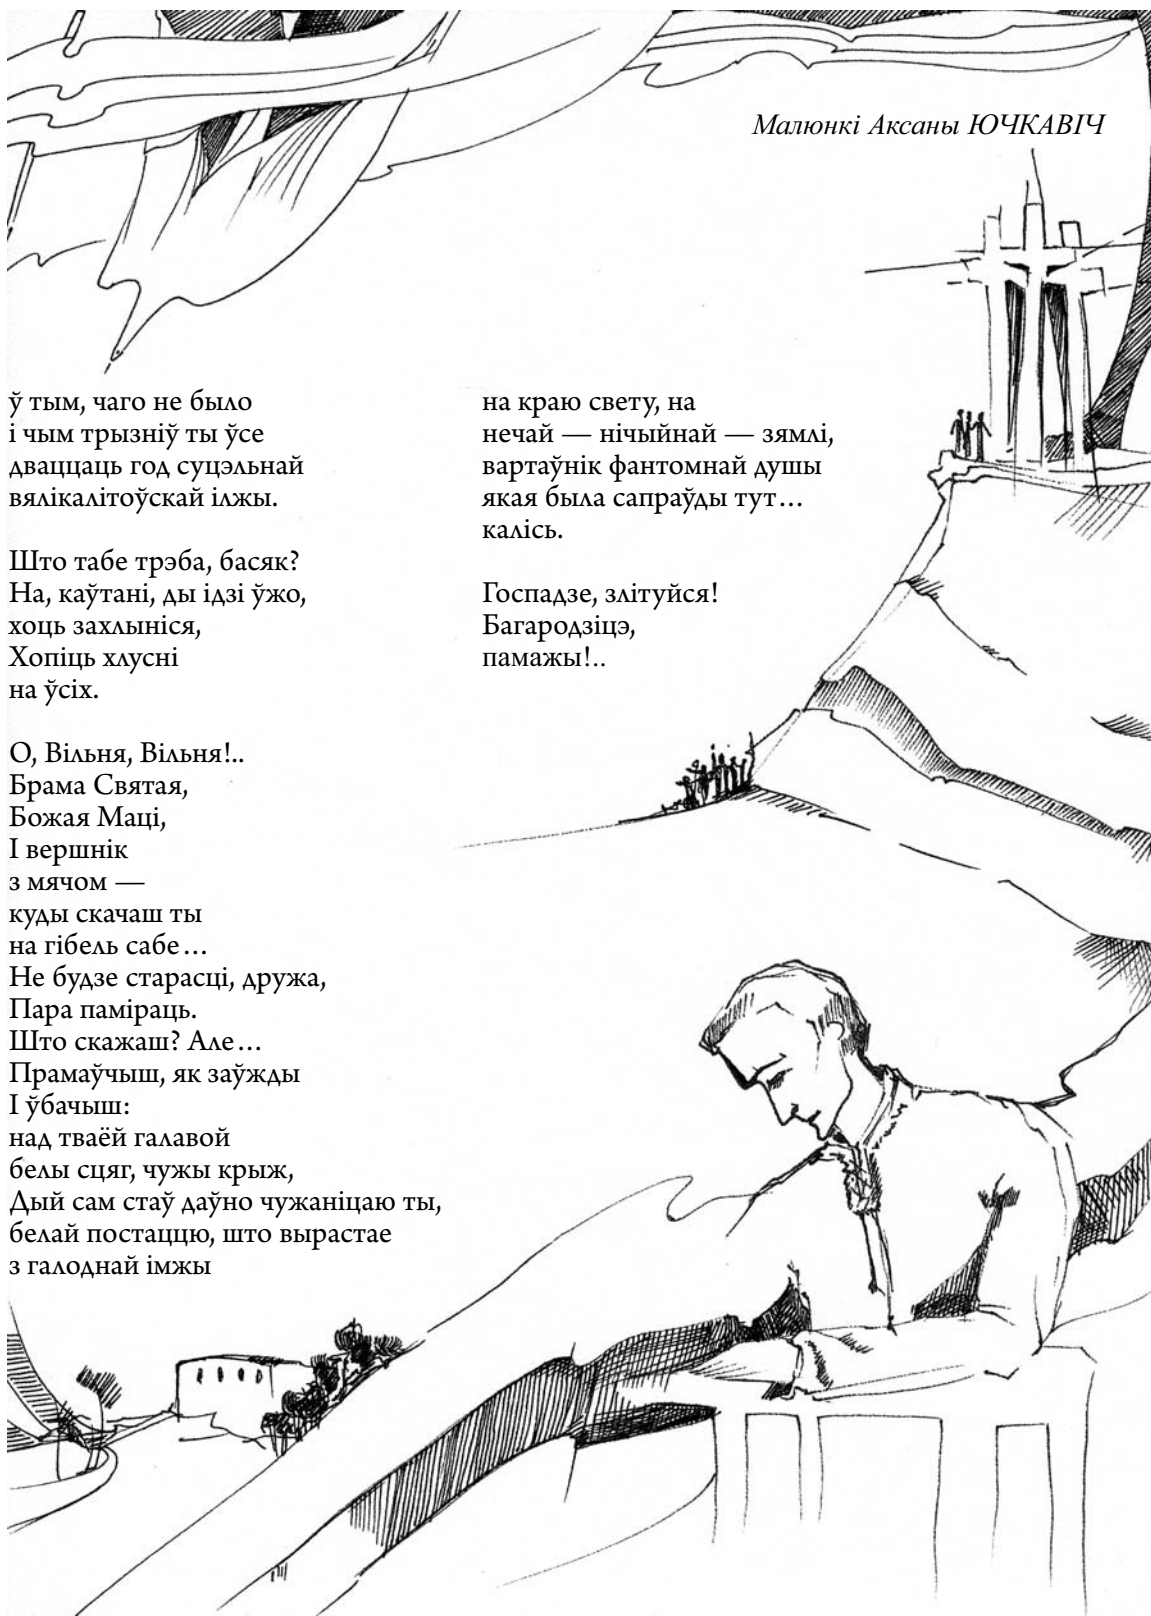 Малюнкі Аксаны ЮЧКАВІЧ
ў тым, чаго не было
і чым трызніў ты ўсе
дваццаць год суцэльнай
вялікалітоўскай ілжы.
Што табе трэба, басяк?
На, каўтані, ды ідзі ўжо,
хоць захлыніся,
Хопіць хлусні
на ўсіх.
О, Вільня, Вільня!..
Брама Святая,
Божая Маці,
І вершнік
з мячом —
куды скачаш ты
на гібель сабе…
Не будзе старасці, дружа,
Пара паміраць.
Што скажаш? Але…
Прамаўчыш, як заўжды
І ўбачыш:
над тваёй галавой
белы сцяг, чужы крыж,
Дый сам стаў даўно чужаніцаю ты,
белай постаццю, што вырастае
з галоднай імжы
на краю свету, на
нечай — нічыйнай — зямлі,
вартаўнік фантомнай душы
якая была сапраўды тут…
калісь.
Госпадзе, злітуйся!
Багародзіцэ,
памажы!..